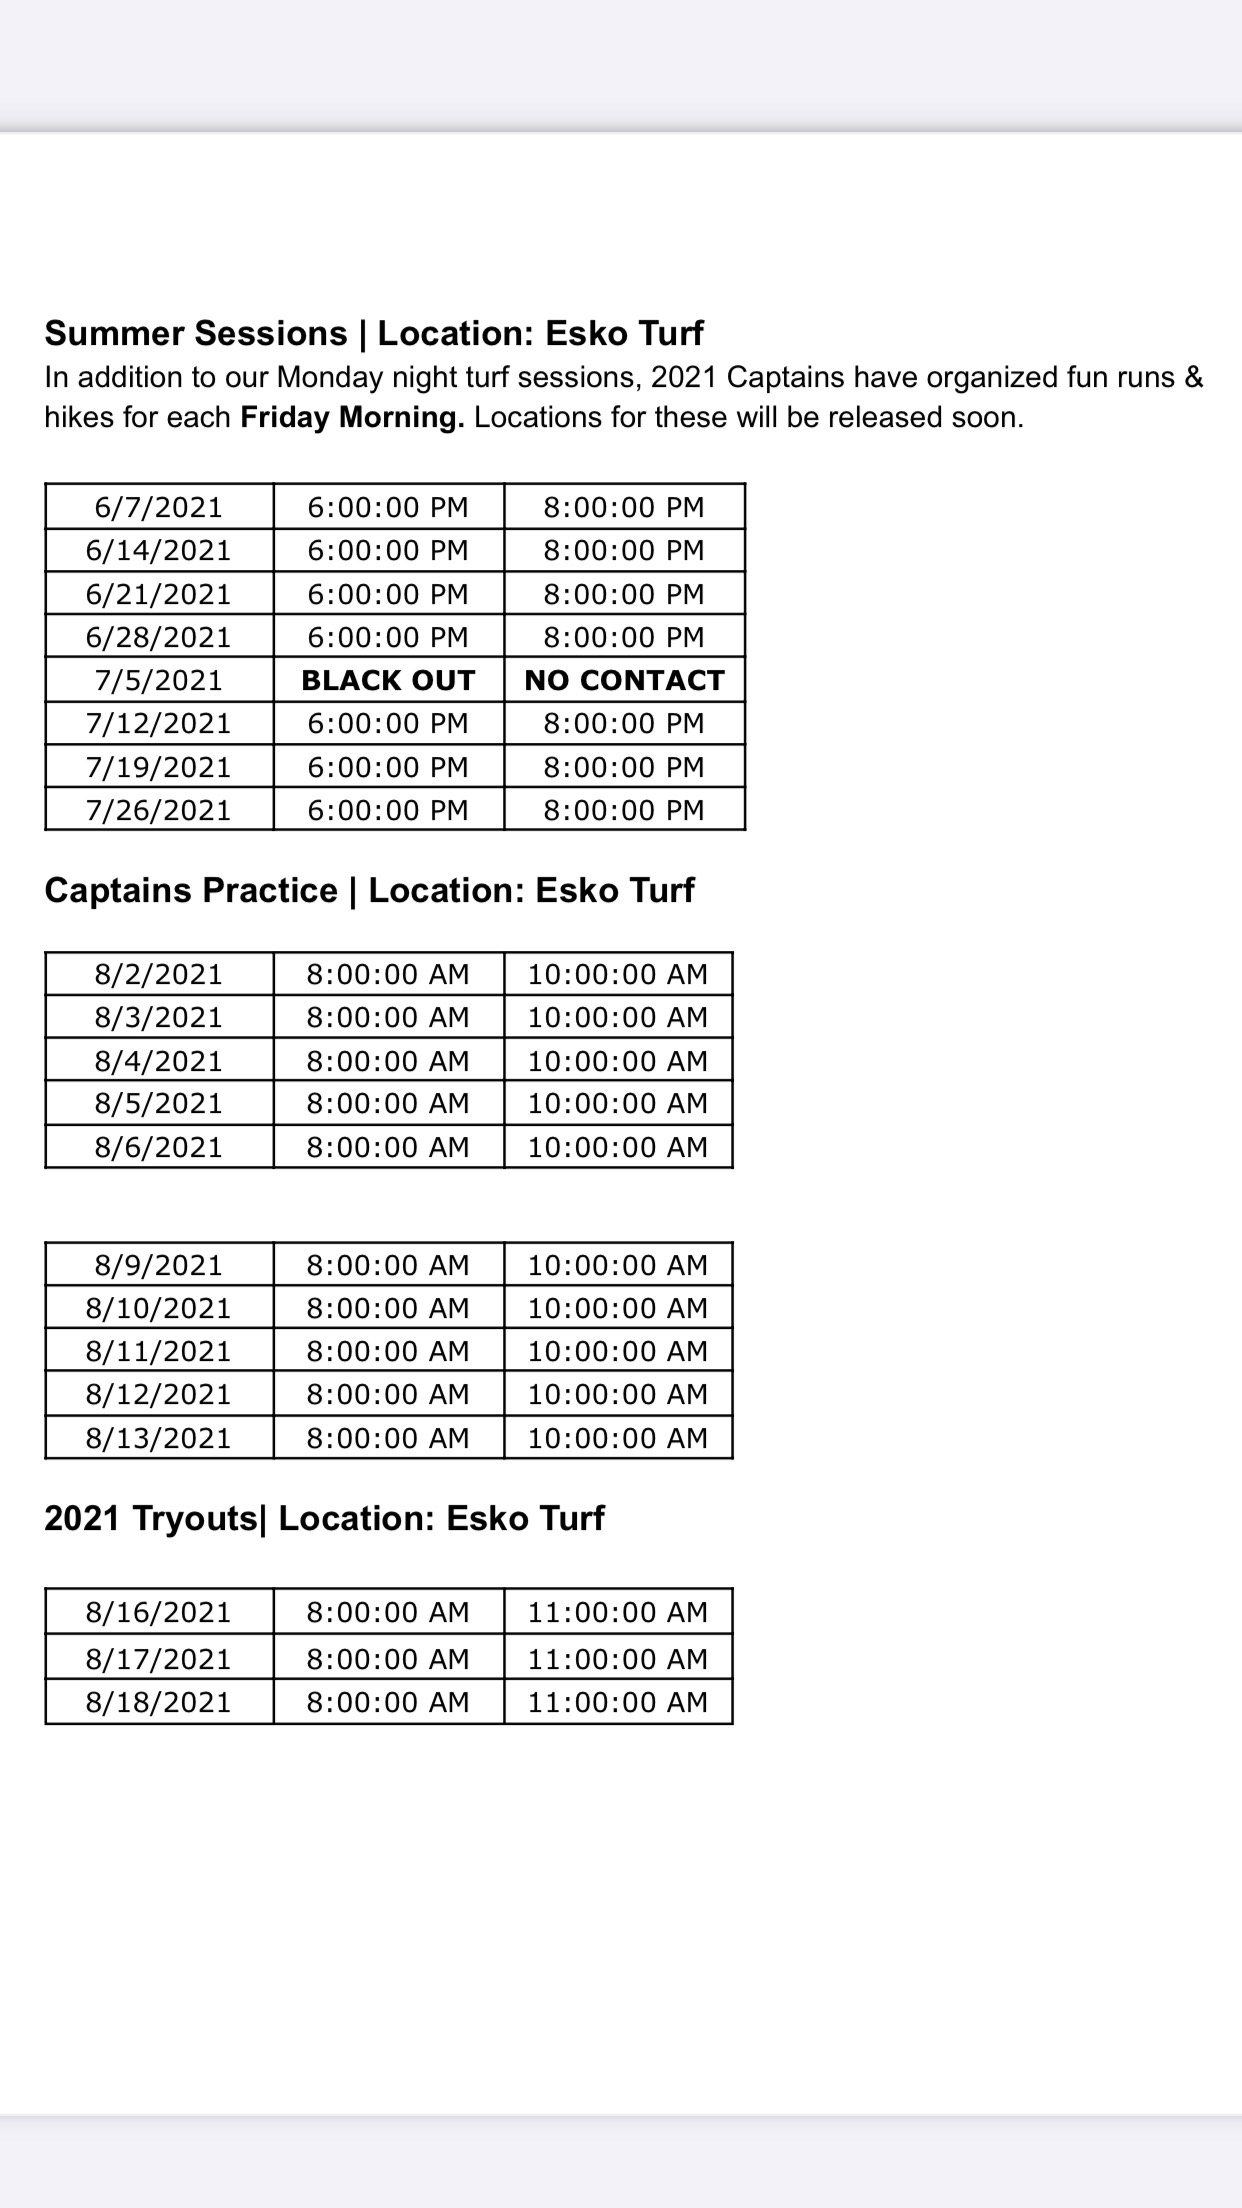 Summer Sessions | Location: Esko Turf
In addition to our Monday night turf sessions, 2021 Captains have organized fun runs &
hikes for each Friday Morning. Locations for these will be released soon.
6/7/2021 6:00:00 PM 8:00:00 PM
6/14/2021 6:00:00 PM 8:00:00 PM
6/21/2021 6:00:00 PM 8:00:00 PM
6/28/2021 6:00:00 PM 8:00:00 PM
7/5/2021 BLACK OUT NO CONTACT
7/12/2021 6:00:00 PM 8:00:00 PM
7/19/2021 6:00:00 PM 8:00:00 PM
7/26/2021 6:00:00 PM 8:00:00 PM
Captains Practice | Location: Esko Turf
8/2/2021 8:00:00 AM 10:00:00 AM
8/3/2021 8:00:00 AM 10:00:00 AM
8/4/2021 8:00:00 AM 10:00:00 AM
8/5/2021 8:00:00 AM 10:00:00 AM
8/6/2021 8:00:00 AM 10:00:00 AM
8/9/2021 8:00:00 AM 10:00:00 AM
8/10/2021 8:00:00 AM 10:00:00 AM
8/11/2021 8:00:00 AM 10:00:00 AM
8/12/2021 8:00:00 AM 10:00:00 AM
8/13/2021 8:00:00 AM 10:00:00 AM
2021 Tryouts| Location: Esko Turf
8/16/2021 8:00:00 AM 11:00:00 AM
8/17/2021 8:00:00 AM 11:00:00 AM
8/18/2021 8:00:00 AM 11:00:00 AM